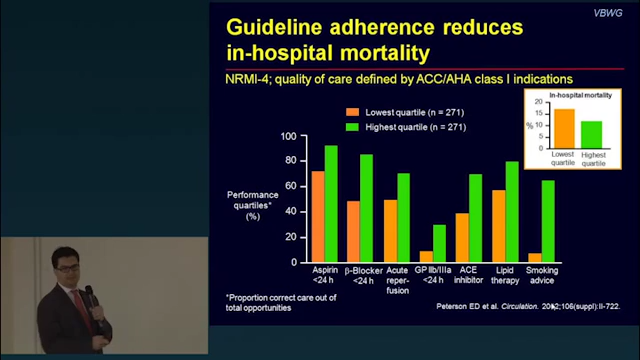 VBWG
Guideline adherence reduces
in-hospital mortality
NRMI-4; quality of care defined by ACC/AHA class I indications
In-hospital mortality
20
15
10
5
0
%
Lowest
quartile
Highest
quartile
Lowest quartile (n = 271)
Highest quartile (n = 271)
100
80
60
40
20
0
Performance
quartiles*
(%)
Aspirin
<24 h
β-Blocker
<24 h
Acute
reper-
fusion
GP IIb/IIIa
<24 h
ACE
inhibitor
Lipid
therapy
Smoking
advice
*Proportion correct care out of
total opportunities
Peterson ED et al. Circulation. 2002;106(suppl):II-722.